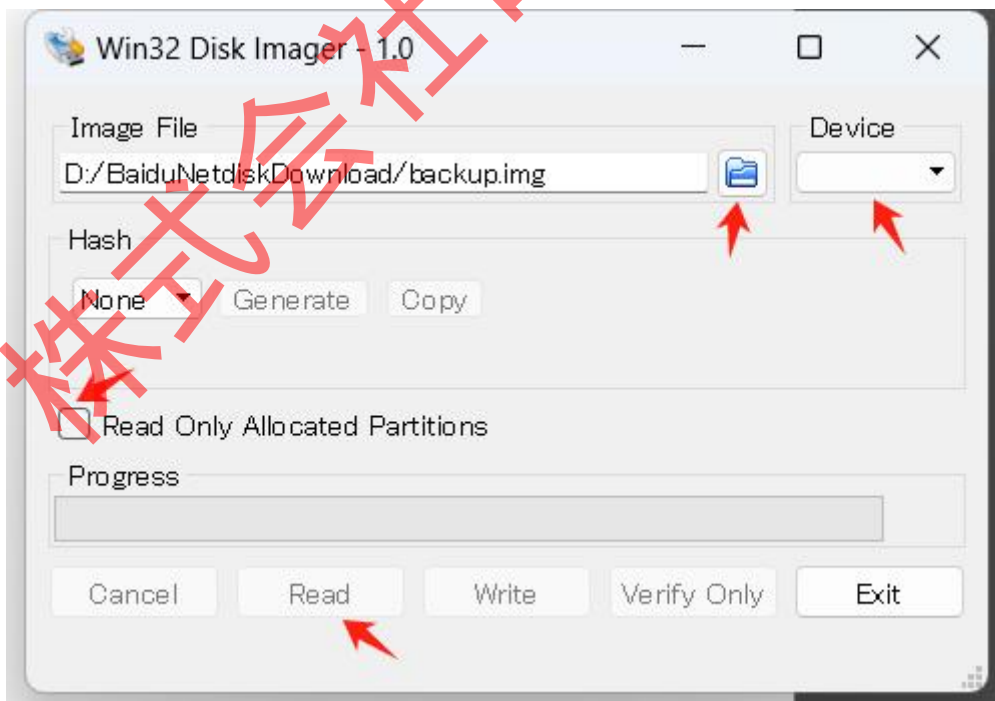 Win32 Disk Imager - 1.0
Image File
Device
D:/BaiduNetdiskDownload/backup.img
Hash
None
Generate
Copy
Read Only Allocated Partitions
Progress
Cancel
Read
Write
Verify Only
Exit
株式会社